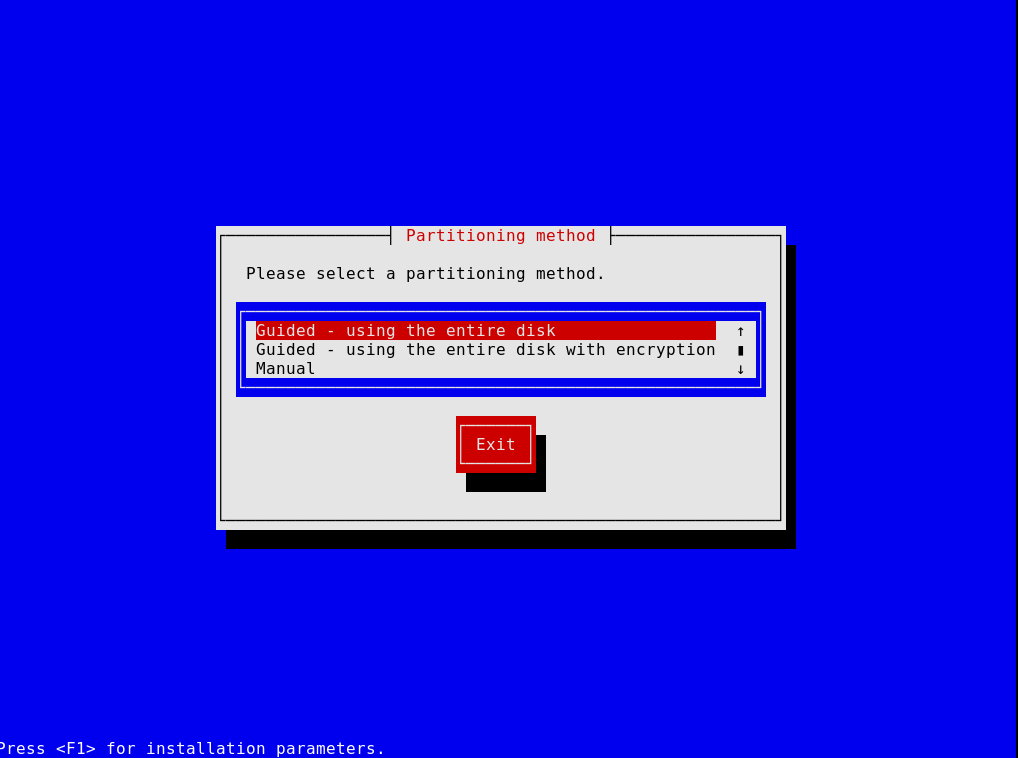 Partitioning method
Please select a partitioning method.
Guided - using the entire disk ↑
Guided - using the entire disk with encryption ▮
Manual ↓
Exit
Press <F1> for installation parameters.